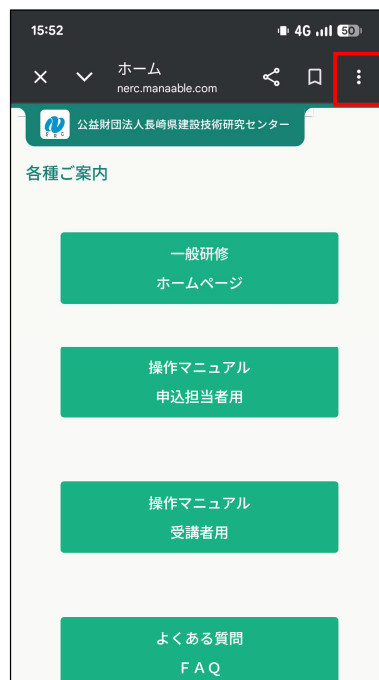 15:52 4G 50
ホーム
nerc.manaable.com
公益財団法人長崎県建設技術研究センター
各種ご案内
一般研修
ホームページ
操作マニュアル
申込担当者用
操作マニュアル
受講者用
よくある質問
ＦＡＱ